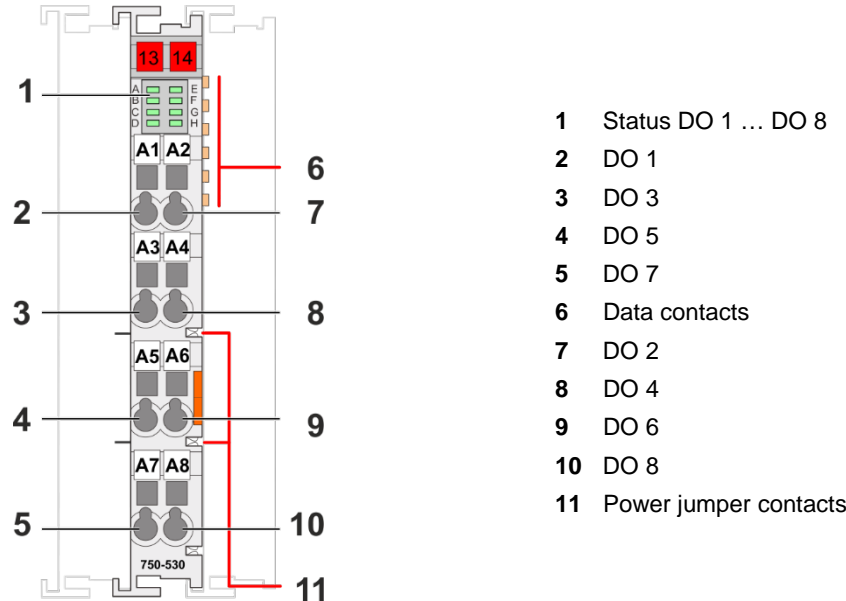 13 14
A E
B F
C G
D H
1
A1 A2
6
2
7
A3 A4
3
8
A5 A6
4
9
A7 A8
5
10
750-530
11
1 Status DO 1 … DO 8
2 DO 1
3 DO 3
4 DO 5
5 DO 7
6 Data contacts
7 DO 2
8 DO 4
9 DO 6
10 DO 8
11 Power jumper contacts